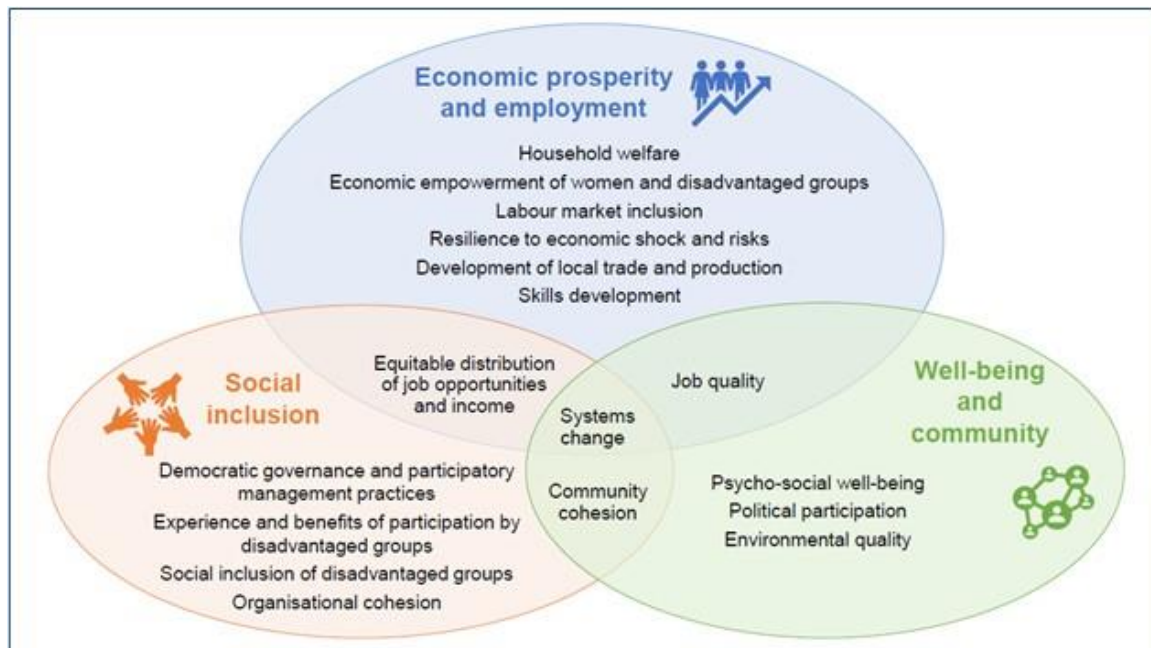 Economic prosperity
and employment
Household welfare
Economic empowerment of women and disadvantaged groups
Labour market inclusion
Resilience to economic shock and risks
Development of local trade and production
Skills development
Equitable distribution
of job opportunities
and income
Job quality
Systems
change
Community
cohesion
Social
inclusion
Democratic governance and participatory
management practices
Experience and benefits of participation by
disadvantaged groups
Social inclusion of disadvantaged groups
Organisational cohesion
Well-being
and
community
Psycho-social well-being
Political participation
Environmental quality